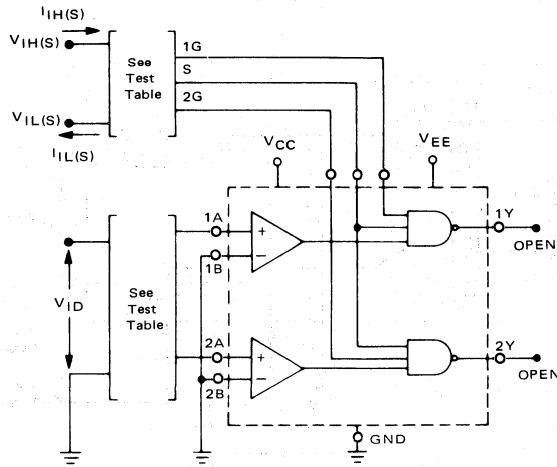 IIH(S)
VIH(S)
VIL(S)
IIL(S)
See
Test
Table
1G
S
2G
VCC
VEE
1A
1B
1Y
OPEN
VID
See
Test
Table
2A
2B
2Y
OPEN
GND
+
−
+
−